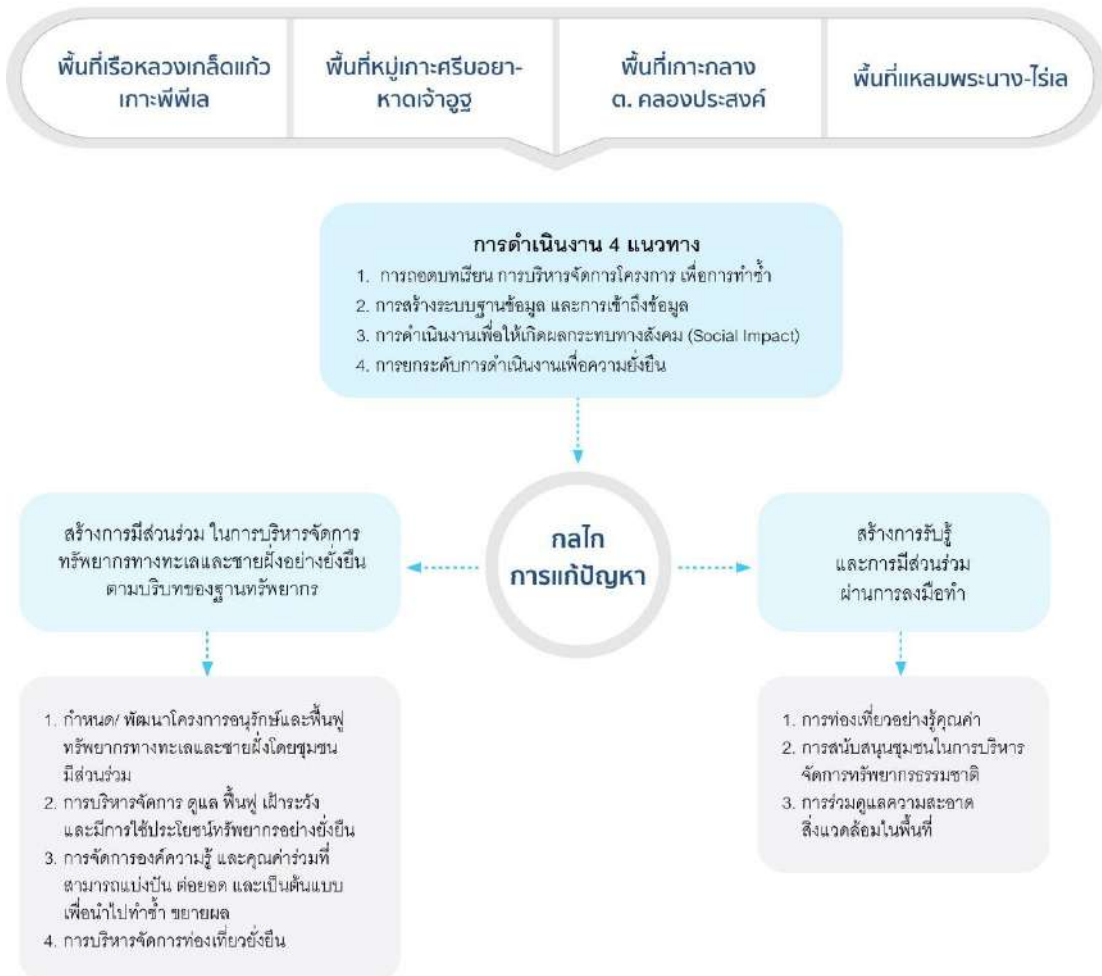 พื้นที่เรือหลวงเกล็ดแก้ว
เกาะพีพีเล
พื้นที่หมู่เกาะศรีบอยา-
หาดเจ้าอูฐ
พื้นที่เกาะกลาง
ต. คลองประสงค์
พื้นที่แหลมพระนาง-ไร่เล
การดำเนินงาน 4 แนวทาง
1. การถอดบทเรียน การบริหารจัดการโครงการ เพื่อการทำซ้ำ
2. การสร้างระบบฐานข้อมูล และการเข้าถึงข้อมูล
3. การดำเนินงานเพื่อให้เกิดผลกระทบทางสังคม (Social Impact)
4. การยกระดับการดำเนินงานเพื่อความยั่งยืน
กลไก
การแก้ปัญหา
สร้างการมีส่วนร่วม ในการบริหารจัดการ
ทรัพยากรทางทะเลและชายฝั่งอย่างยั่งยืน
ตามบริบทของฐานทรัพยากร
1. กำหนด/ พัฒนาโครงการอนุรักษ์และฟื้นฟู
ทรัพยากรทางทะเลและชายฝั่งโดยชุมชน
มีส่วนร่วม
2. การบริหารจัดการ ดูแล ฟื้นฟู เฝ้าระวัง
และมีการใช้ประโยชน์ทรัพยากรอย่างยั่งยืน
3. การจัดการองค์ความรู้ และคุณค่าร่วมที่
สามารถแบ่งปัน ต่อยอด และเป็นต้นแบบ
เพื่อนำไปทำซ้ำ ขยายผล
4. การบริหารจัดการท่องเที่ยวยั่งยืน
สร้างการรับรู้
และการมีส่วนร่วม
ผ่านการลงมือทำ
1. การท่องเที่ยวอย่างรู้คุณค่า
2. การสนับสนุนชุมชนในการบริหาร
จัดการทรัพยากรธรรมชาติ
3. การร่วมดูแลความสะอาด
สิ่งแวดล้อมในพื้นที่